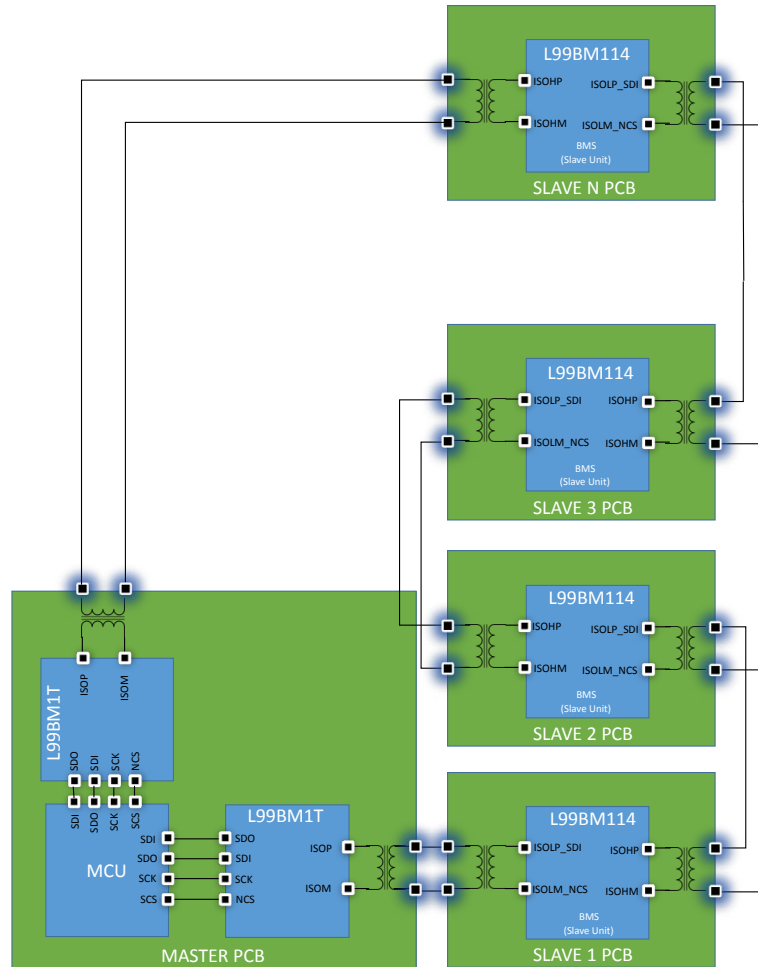 L99BM114
ISOHP
ISOLP_SDI
ISOHM
ISOLM_NCS
BMS
(Slave Unit)
SLAVE N PCB
L99BM114
ISOLP_SDI
ISOHP
ISOLM_NCS
ISOHM
BMS
(Slave Unit)
SLAVE 3 PCB
L99BM114
ISOHP
ISOLP_SDI
ISOHM
ISOLM_NCS
BMS
(Slave Unit)
SLAVE 2 PCB
L99BM1T
ISOP
ISOM
SDO
SDI
SCK
NCS
SDI
SDO
SCK
SCS
MCU
SDI
SDO
SCK
SCS
L99BM1T
SDO
SDI
SCK
NCS
ISOP
ISOM
MASTER PCB
L99BM114
ISOLP_SDI
ISOHP
ISOLM_NCS
ISOHM
BMS
(Slave Unit)
SLAVE 1 PCB